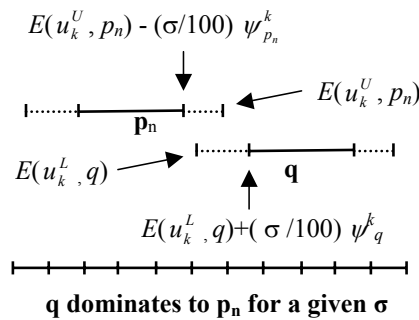 E(u_k^U, p_n) - (σ/100) ψ_{p_n}^k
E(u_k^U, p_n)
p_n
E(u_k^L, q)
q
E(u_k^L, q)+( σ/100) ψ_q^k
q dominates to p_n for a given σ